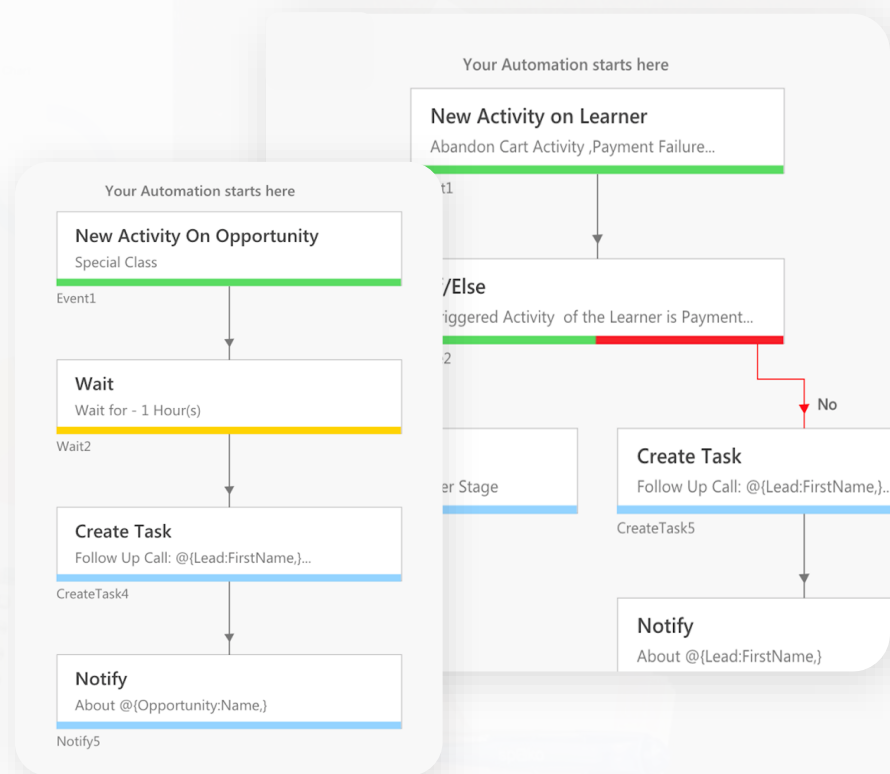 Your Automation starts here
New Activity On Opportunity
Special Class
Event1
Wait
Wait for - 1 Hour(s)
Wait2
Create Task
Follow Up Call: @{Lead:FirstName,}...
CreateTask4
Notify
About @{Opportunity:Name,}
Notify5
Your Automation starts here
New Activity on Learner
Abandon Cart Activity ,Payment Failure...
t1
/Else
riggered Activity of the Learner is Payment...
2
No
er Stage
Create Task
Follow Up Call: @{Lead:FirstName,}..
CreateTask5
Notify
About @{Lead:FirstName,}